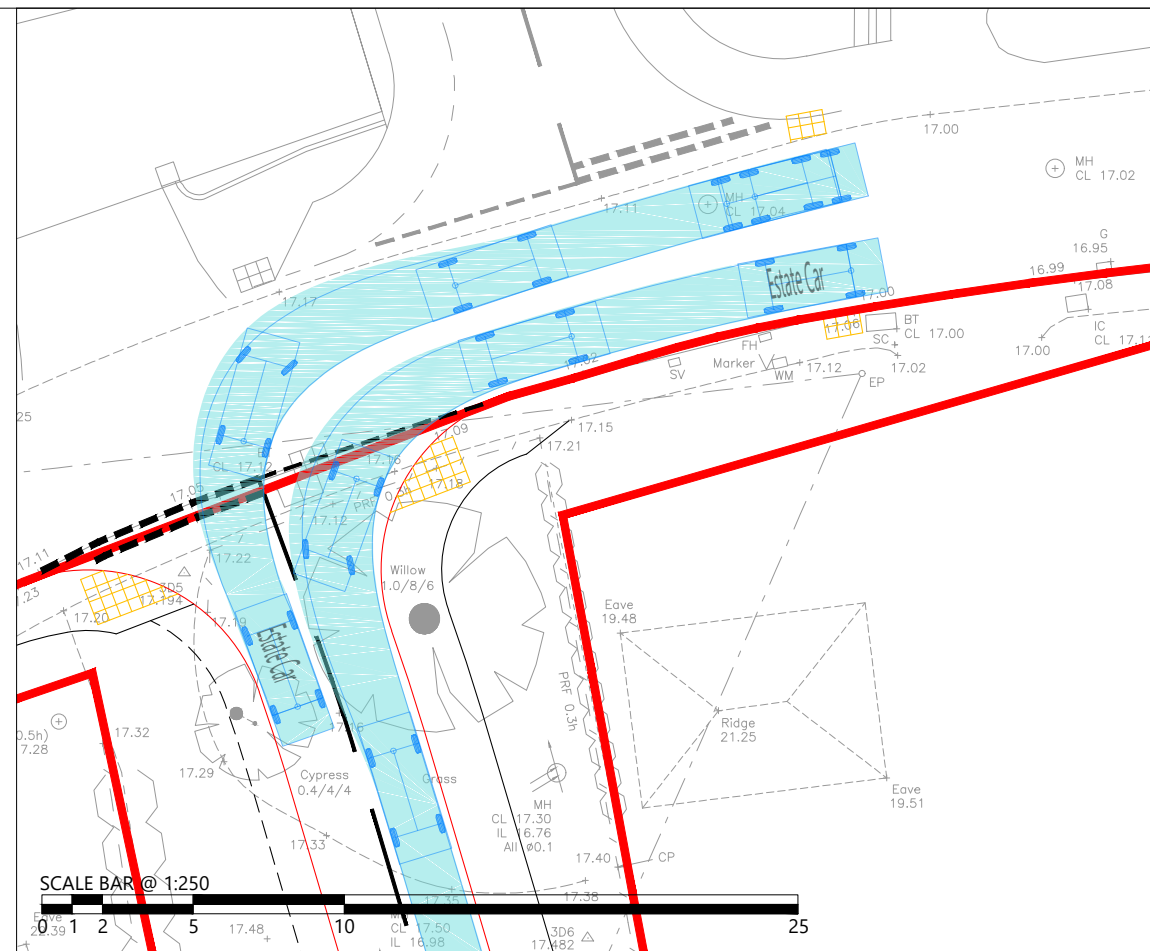 17.00
MH
CL 17.02
17.11
MH
CL 17.04
G
16.95
16.99
17.08
17.17
Estate Car
17.00
17.06
BT
CL 17.00
SC
17.02
IC
17.00
FH
Marker
WM
17.12
SV
EP
25
17.09
17.15
17.21
CL 17.12
17.16
17.18
17.05
PRF 0.3h
17.12
17.11
17.22
Willow
1.0/8/6
3D5
17.194
17.20
17.19
Estate Car
Eave
19.48
PRF 0.3h
Ridge
21.25
17.16
17.32
0.5h)
7.28
17.29
Cypress
0.4/4/4
Grass
Eave
19.51
MH
CL 17.30
IL 16.76
All ø0.1
17.33
17.40
CP
SCALE BAR @ 1:250
17.35
17.38
0 1 2 5 10 25
Eave
22.39
17.48
CL 17.50
IL 16.98
3D6
17.482